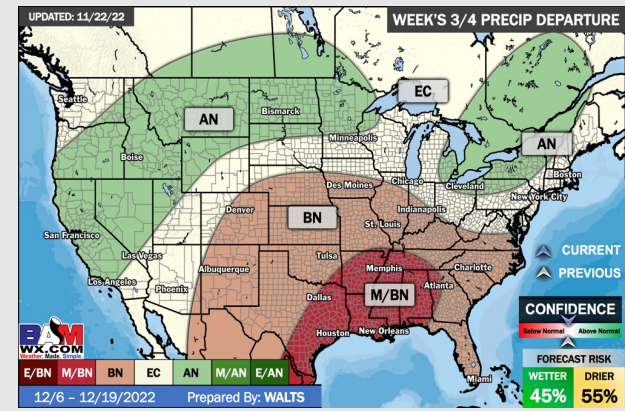 UPDATED: 11/22/22
WEEK'S 3/4 PRECIP DEPARTURE
EC
Seattle
AN
Bismarck
Minneapolis
AN
Boise
Boston
Chicago
Cleveland
Des Moines
New York City
Denver
BN
Indianapolis
St. Louis
San Francisco
CURRENT
Las Vegas
Tulsa
PREVIOUS
Los Angeles
Albuquerque
Memphis
Charlotte
Phoenix
Atlanta
Dallas
M/BN
CONFIDENCE
Below Normal
Above Normal
Houston
New Orleans
BAM
WX.COM
Weather. Made. Simple.
FORECAST RISK
E/BN M/BN BN EC AN M/AN E/AN
Miami
WETTER DRIER
12/6 – 12/19/2022 Prepared By: WALTS
45% 55%